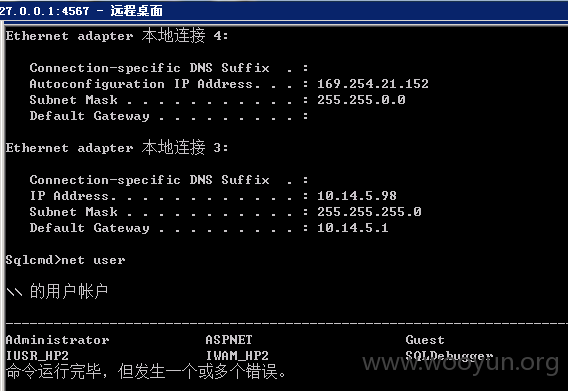 27.0.0.1:4567 - 远程桌面
Ethernet adapter 本地连接 4:
Connection-specific DNS Suffix . :
Autoconfiguration IP Address. . . : 169.254.21.152
Subnet Mask . . . . . . . . . . . : 255.255.0.0
Default Gateway . . . . . . . . . :
Ethernet adapter 本地连接 3:
Connection-specific DNS Suffix . :
IP Address. . . . . . . . . . . . : 10.14.5.98
Subnet Mask . . . . . . . . . . . : 255.255.255.0
Default Gateway . . . . . . . . . : 10.14.5.1
Sqlcmd>net user
\\ 的用户帐户
-------------------------------------------------------------------------------
Administrator ASPNET Guest
IUSR_HP2 IWAM_HP2 SQLDebugger
命令运行完毕，但发生一个或多个错误。
www.wooyun.org